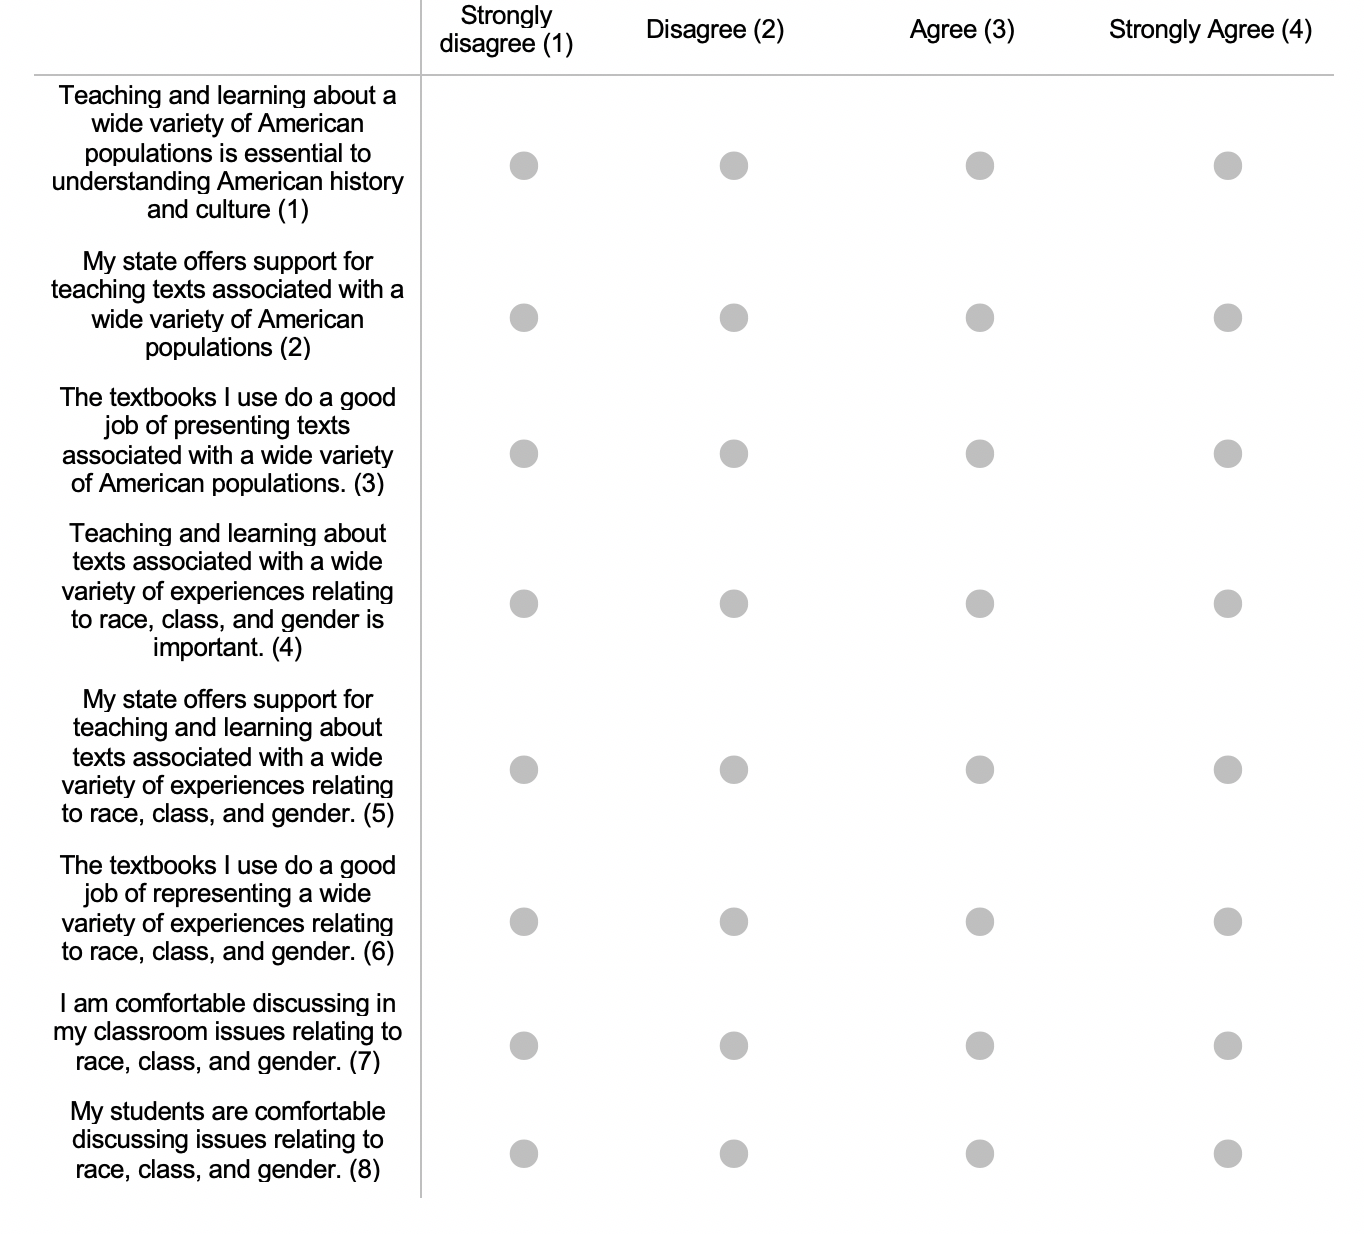 Strongly
disagree (1)
Disagree (2)
Agree (3)
Strongly Agree (4)
Teaching and learning about a
wide variety of American
populations is essential to
understanding American history
and culture (1)
My state offers support for
teaching texts associated with a
wide variety of American
populations (2)
The textbooks I use do a good
job of presenting texts
associated with a wide variety
of American populations. (3)
Teaching and learning about
texts associated with a wide
variety of experiences relating
to race, class, and gender is
important. (4)
My state offers support for
teaching and learning about
texts associated with a wide
variety of experiences relating
to race, class, and gender. (5)
The textbooks I use do a good
job of representing a wide
variety of experiences relating
to race, class, and gender. (6)
I am comfortable discussing in
my classroom issues relating to
race, class, and gender. (7)
My students are comfortable
discussing issues relating to
race, class, and gender. (8)